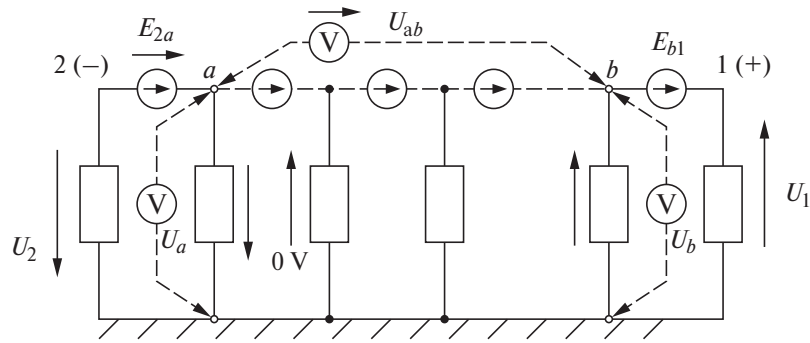 U_ab
E_2a
V
E_b1
2 (–)
a
b
1 (+)
V
V
U_2
U_a
0 V
U_b
U_1